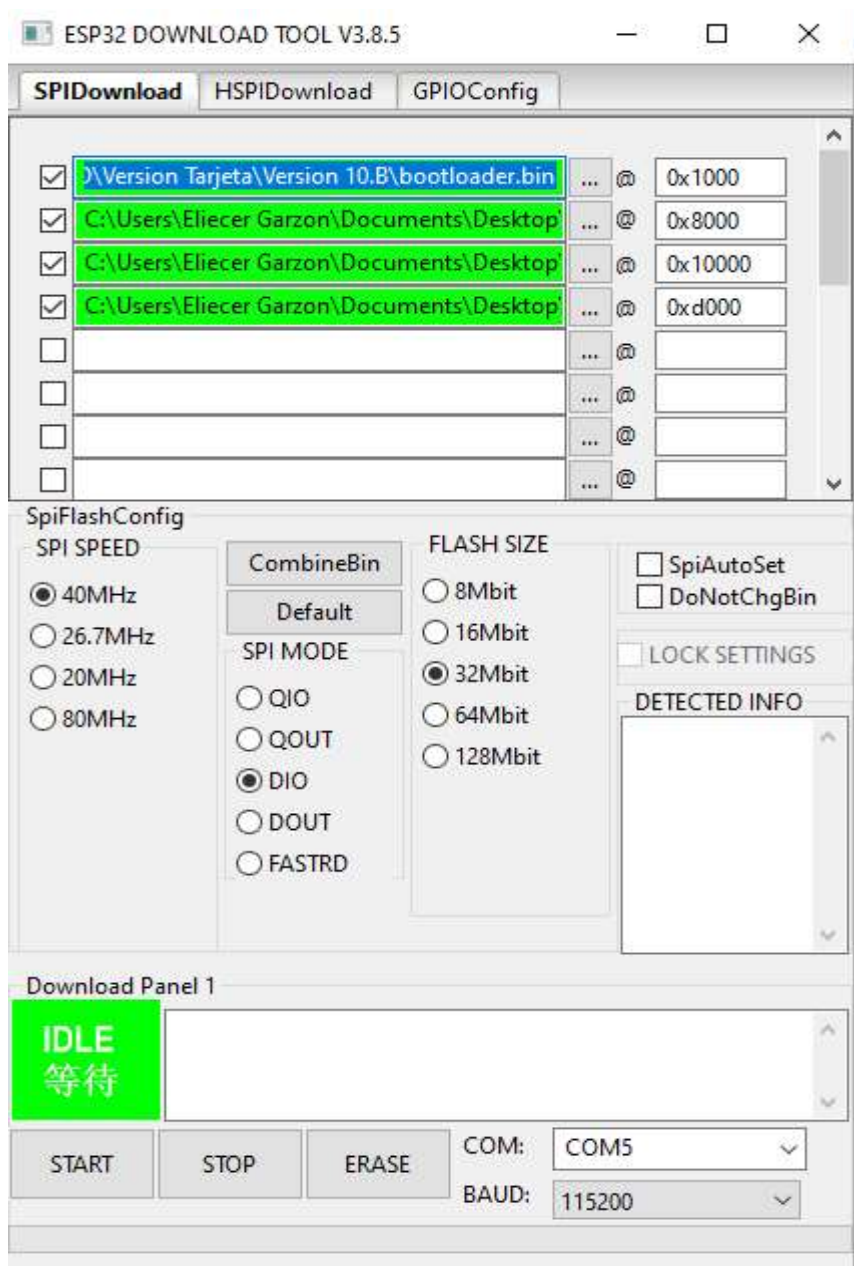 ESP32 DOWNLOAD TOOL V3.8.5
SPIDownload HSPIDownload GPIOConfig
\Version Tarjeta\Version 10.B\bootloader.bin ... @ 0x1000
C:\Users\Eliecer Garzon\Documents\Desktop\ ... @ 0x8000
C:\Users\Eliecer Garzon\Documents\Desktop\ ... @ 0x10000
C:\Users\Eliecer Garzon\Documents\Desktop\ ... @ 0xd000
... @
... @
... @
... @
SpiFlashConfig
SPI SPEED
40MHz
26.7MHz
20MHz
80MHz
CombineBin
Default
SPI MODE
QIO
QOUT
DIO
DOUT
FASTRD
FLASH SIZE
8Mbit
16Mbit
32Mbit
64Mbit
128Mbit
SpiAutoSet
DoNotChgBin
LOCK SETTINGS
DETECTED INFO
Download Panel 1
IDLE
等待
START STOP ERASE
COM: COM5
BAUD: 115200